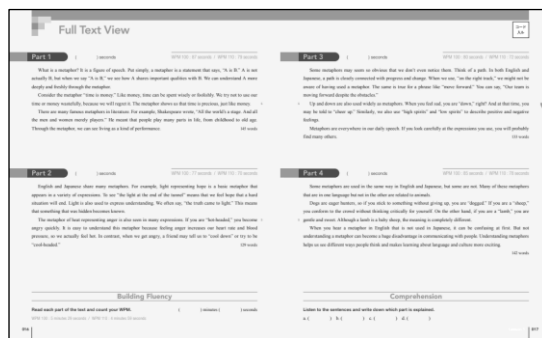 Full Text View
Part 1 ( ) seconds
What is a metaphor? It is a figure of speech. Put simply, a metaphor is a statement that says, "A is B." A is not
actually B, but when we say "A is B," we see how A shares important qualities with B. We can understand A more
deeply and freshly through the metaphor.
Consider the metaphor "time is money." Like money, time can be spent wisely or foolishly. We try not to use our
time or money wastefully, because we will regret it. The metaphor shows us that time is precious, just like money.
There are many famous metaphors in literature. For example, Shakespeare wrote, "All the world's a stage. And all
the men and women merely players." He meant that people play many parts in life, from childhood to old age.
Through the metaphor, we can see living as a kind of performance.
Part 2 ( ) seconds
English and Japanese share many metaphors. For example, light representing hope is a basic metaphor that
appears in a variety of expressions. To see "the light at the end of the tunnel" means that we feel hope that a hard
situation will end. Light is also used to express understanding. We often say, "the truth came to light." This means
that something that was hidden becomes known.
The metaphor of heat representing anger is also seen in many expressions. If you are "hot-headed," you become
angry quickly. It is easy to understand this metaphor because feeling anger increases our heart rate and blood
pressure, so we actually feel hot. In contrast, when we get angry, a friend may tell us to "cool down" or try to be
"cool-headed."
Building Fluency
Read each part of the text and count your WPM. ( ) minutes ( ) seconds
Part 3 ( ) seconds
Some metaphors may seem so obvious that we don't even notice them. Think of a path. In both English and
Japanese, a path is closely connected with progress and change. When we use, "on the right track," we might not be
aware of having used a metaphor. The same is true for a phrase like "move forward." You can say, "Our team is
moving forward despite the obstacles."
Up and down are also used widely as metaphors. When you feel sad, you are "down," right? And at that time, you
may be told to "cheer up." Similarly, we also use "high spirits" and "low spirits" to describe positive and negative
feelings.
Metaphors are everywhere in our daily speech. If you look carefully at the expressions you use, you will probably
find many others.
Part 4 ( ) seconds
Some metaphors are used in the same way in English and Japanese, but some are not. Many of these metaphors
that are in one language but not in the other are related to animals.
Dogs are eager hunters, so if you stick to something without giving up, you are "dogged." If you are a "sheep,"
you conform to the crowd without thinking critically for yourself. On the other hand, if you are a "lamb," you are
gentle and sweet. Although a lamb is a baby sheep, the meaning is completely different.
When you hear a metaphor in English that is not used in Japanese, it can be confusing at first. But not
understanding a metaphor can become a huge disadvantage in communicating with people. Understanding metaphors
helps us see different ways people think and makes learning about language and culture more exciting.
Comprehension
Listen to the sentences and write down which part is explained.
a ( ) b ( ) c ( ) d ( )